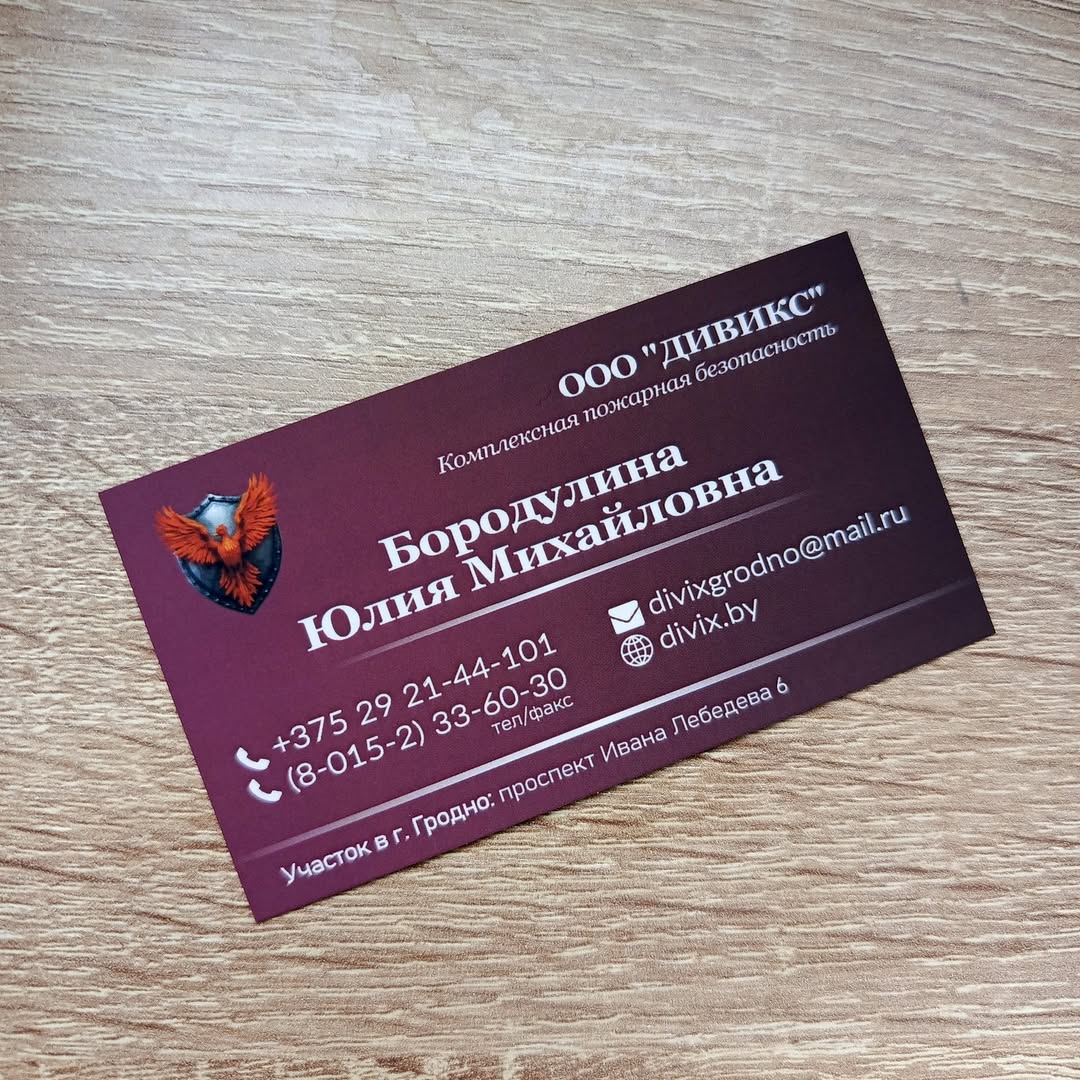 ООО "ДИВИКС"
Комплексная пожарная безопасность
Бородулина
Юлия Михайловна
+375 29 21-44-101
(8-015-2) 33-60-30
тел/факс
divixgrodno@mail.ru
divix.by
Участок в г. Гродно: проспект Ивана Лебедева 6